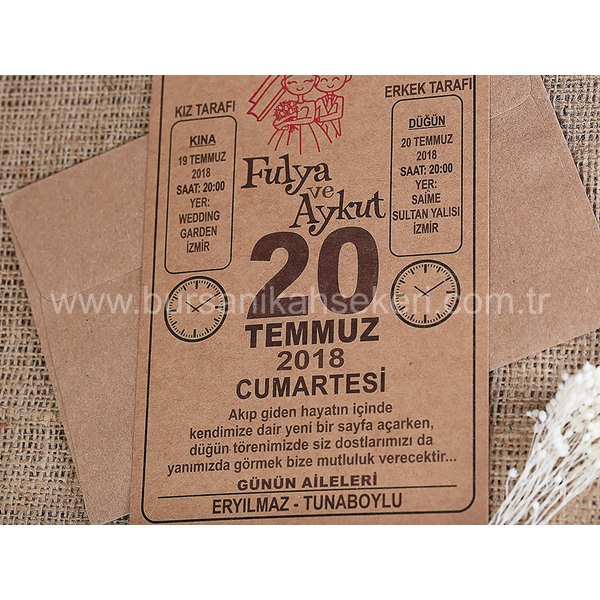 KIZ TARAFI
ERKEK TARAFI
KINA
19 TEMMUZ
2018
SAAT: 20:00
YER:
WEDDING
GARDEN
İZMİR
DÜĞÜN
20 TEMMUZ
2018
SAAT: 20:00
YER:
SAİME
SULTAN YALISI
İZMİR
Fulya
ve
Aykut
20
www.bursanikahsekeri.com.tr
TEMMUZ
2018
CUMARTESİ
Akıp giden hayatın içinde
kendimize dair yeni bir sayfa açarken,
düğün törenimizde siz dostlarımızı da
yanımızda görmek bize mutluluk verecektir...
GÜNÜN AİLELERİ
ERYILMAZ - TUNABOYLU